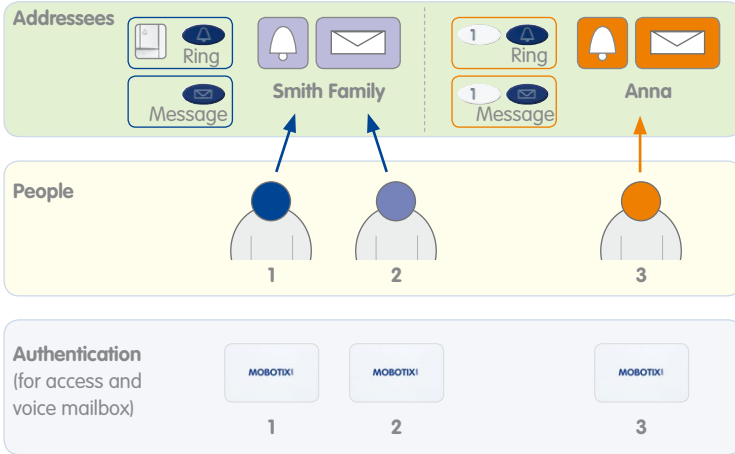 Addressees
Ring
1
Ring
Message
Smith Family
1
Message
Anna
People
1
2
3
Authentication
(for access and
voice mailbox)
MOBOTIX
MOBOTIX
MOBOTIX
1
2
3